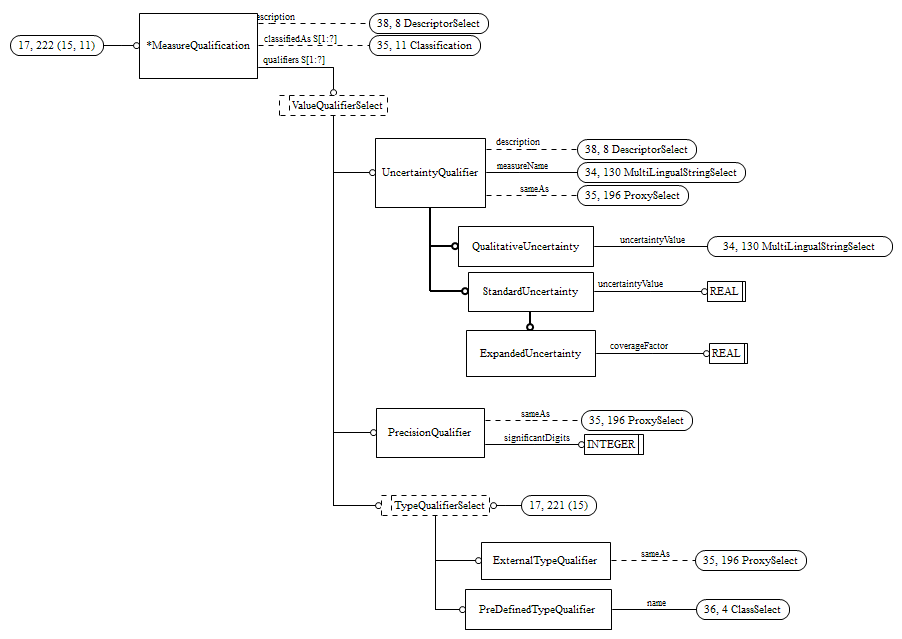 escription
38, 8 DescriptorSelect
17, 222 (15, 11)
*MeasureQualification
classifiedAs S[1:?]
35, 11 Classification
qualifiers S[1:?]
ValueQualifierSelect
description
38, 8 DescriptorSelect
UncertaintyQualifier
measureName
34, 130 MultiLingualStringSelect
sameAs
35, 196 ProxySelect
QualitativeUncertainty
uncertaintyValue
34, 130 MultiLingualStringSelect
StandardUncertainty
uncertaintyValue
REAL
ExpandedUncertainty
coverageFactor
REAL
sameAs
35, 196 ProxySelect
PrecisionQualifier
significantDigits
INTEGER
TypeQualifierSelect
17, 221 (15)
ExternalTypeQualifier
sameAs
35, 196 ProxySelect
PreDefinedTypeQualifier
name
36, 4 ClassSelect